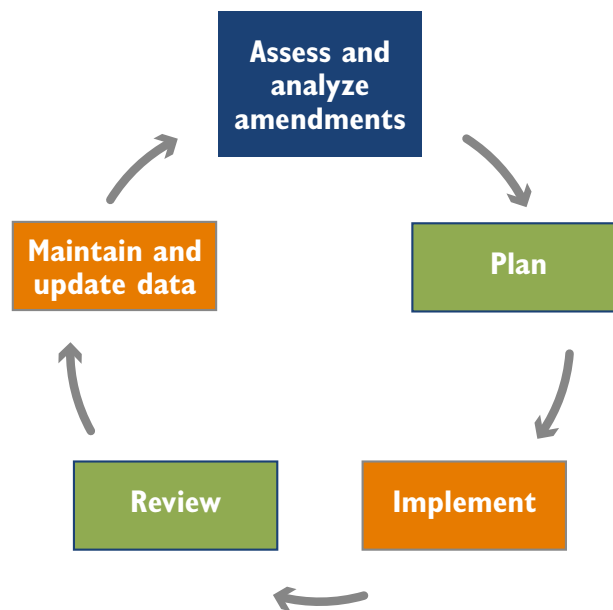 Assess and
analyze
amendments
Plan
Implement
Review
Maintain and
update data